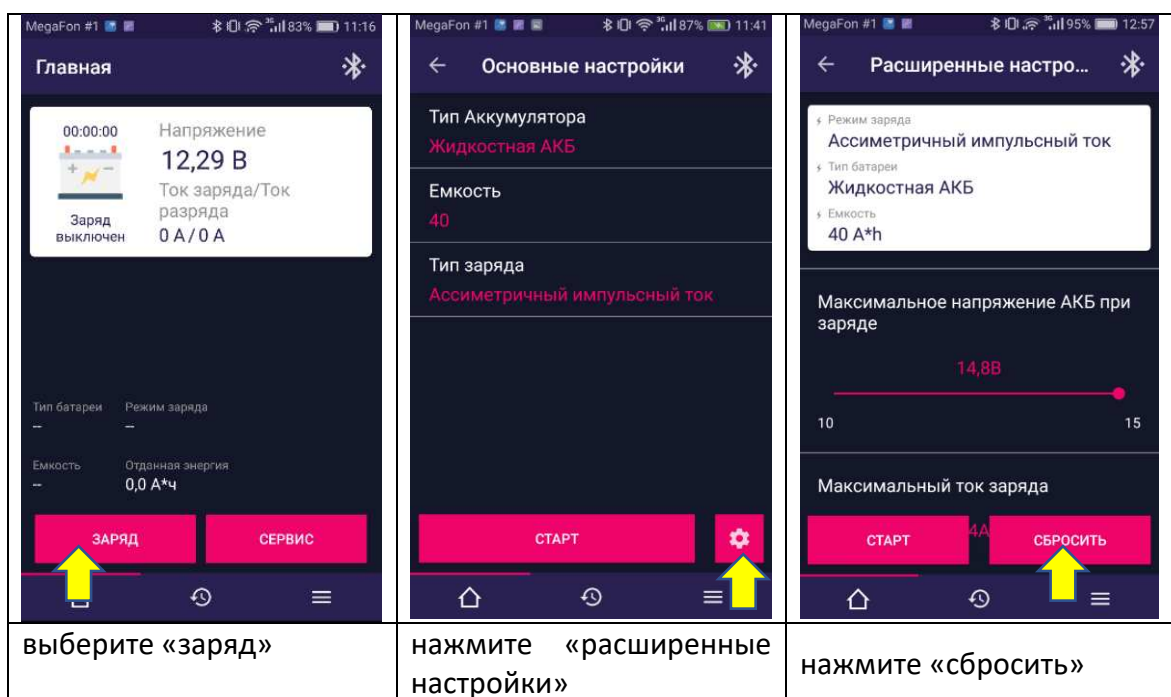 MegaFon #1 3G 83% 11:16
Главная
00:00:00
Заряд
выключен
Напряжение
12,29 В
Ток заряда/Ток
разряда
0 А / 0 А
Тип батареи Режим заряда
-- --
Емкость Отданная энергия
-- 0,0 А*ч
ЗАРЯД СЕРВИС
выберите «заряд»
MegaFon #1 3G 87% 11:41
Основные настройки
Тип Аккумулятора
Жидкостная АКБ
Емкость
40
Тип заряда
Ассиметричный импульсный ток
СТАРТ
нажмите «расширенные
настройки»
MegaFon #1 3G 95% 12:57
Расширенные настро...
Режим заряда
Ассиметричный импульсный ток
Тип батареи
Жидкостная АКБ
Емкость
40 A*h
Максимальное напряжение АКБ при
заряде
14,8В
10 15
Максимальный ток заряда
4А
СТАРТ СБРОСИТЬ
нажмите «сбросить»